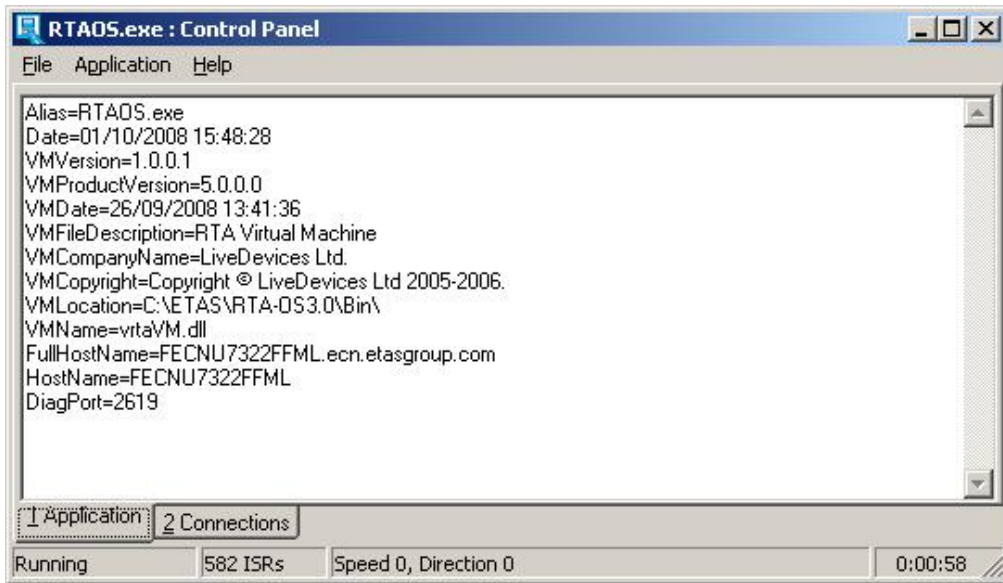 RTAOS.exe : Control Panel
File Application Help
Alias=RTAOS.exe
Date=01/10/2008 15:48:28
VMVersion=1.0.0.1
VMProductVersion=5.0.0.0
VMDate=26/09/2008 13:41:36
VMFileDescription=RTA Virtual Machine
VMCompanyName=LiveDevices Ltd.
VMCopyright=Copyright © LiveDevices Ltd 2005-2006.
VMLocation=C:\ETAS\RTA-OS3.0\Bin\
VMName=vrtaVM.dll
FullHostName=FECNU7322FFML.ecn.etasgroup.com
HostName=FECNU7322FFML
DiagPort=2619
1 Application 2 Connections
Running 582 ISRs Speed 0, Direction 0 0:00:58